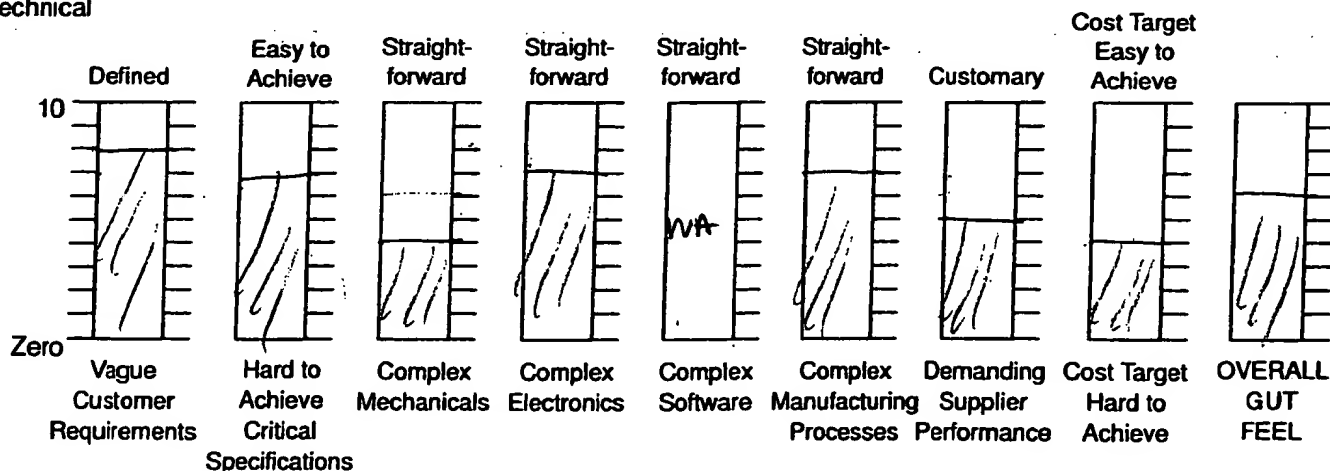 echnical
Defined
Easy to
Achieve
Straight-
forward
Straight-
forward
Straight-
forward
Straight-
forward
Customary
Cost Target
Easy to
Achieve
10
NA
Zero
Vague
Customer
Requirements
Hard to
Achieve
Critical
Specifications
Complex
Mechanicals
Complex
Electronics
Complex
Software
Complex
Manufacturing
Processes
Demanding
Supplier
Performance
Cost Target
Hard to
Achieve
OVERALL
GUT
FEEL